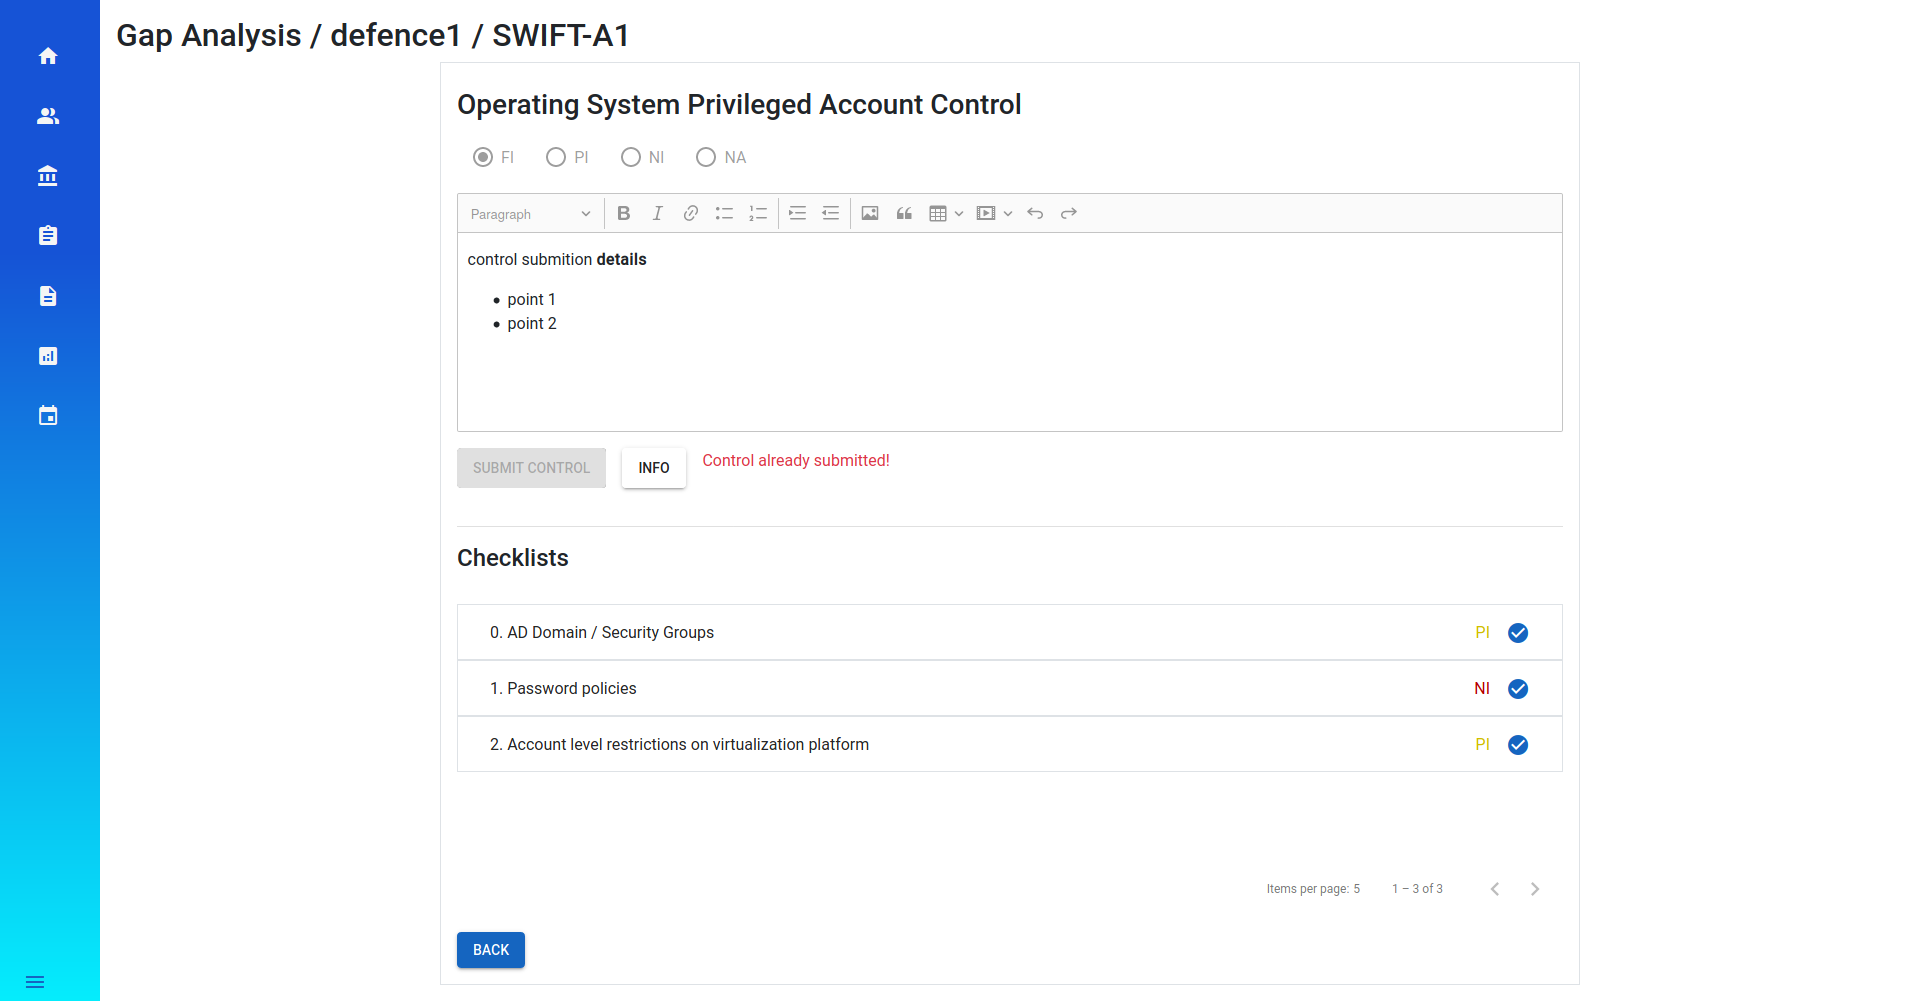 Gap Analysis / defence1 / SWIFT-A1
Operating System Privileged Account Control
FI PI NI NA
Paragraph
control submition details
point 1
point 2
SUBMIT CONTROL INFO Control already submitted!
Checklists
0. AD Domain / Security Groups PI
1. Password policies NI
2. Account level restrictions on virtualization platform PI
Items per page: 5 1 – 3 of 3
BACK